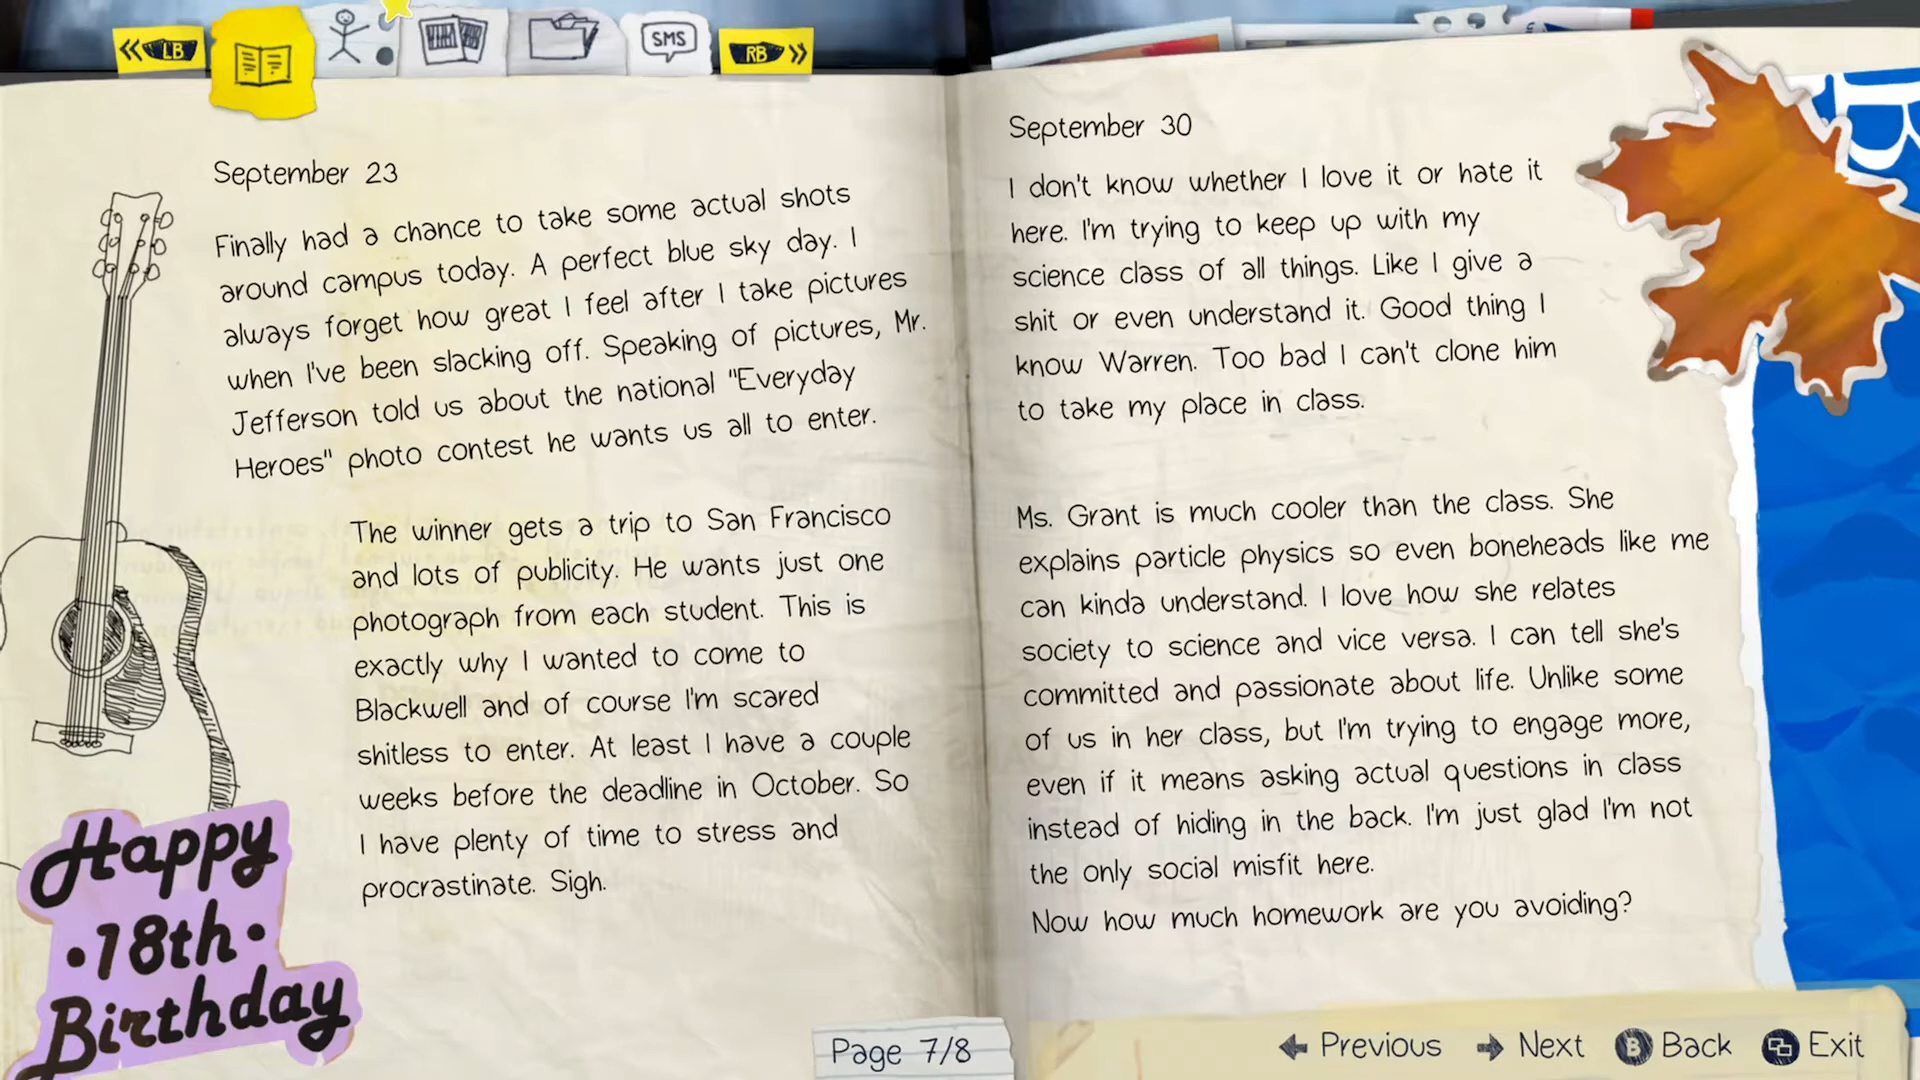 LB
SMS
RB
September 23
Finally had a chance to take some actual shots
around campus today. A perfect blue sky day. I
always forget how great I feel after I take pictures
when I've been slacking off. Speaking of pictures, Mr.
Jefferson told us about the national "Everyday
Heroes" photo contest he wants us all to enter.
The winner gets a trip to San Francisco
and lots of publicity. He wants just one
photograph from each student. This is
exactly why I wanted to come to
Blackwell and of course I'm scared
shitless to enter. At least I have a couple
weeks before the deadline in October. So
I have plenty of time to stress and
procrastinate. Sigh.
Happy
•18th•
Birthday
September 30
I don't know whether I love it or hate it
here. I'm trying to keep up with my
science class of all things. Like I give a
shit or even understand it. Good thing I
know Warren. Too bad I can't clone him
to take my place in class.
Ms. Grant is much cooler than the class. She
explains particle physics so even boneheads like me
can kinda understand. I love how she relates
society to science and vice versa. I can tell she's
committed and passionate about life. Unlike some
of us in her class, but I'm trying to engage more,
even if it means asking actual questions in class
instead of hiding in the back. I'm just glad I'm not
the only social misfit here.
Now how much homework are you avoiding?
B
Page 7/8
Previous Next B Back Exit